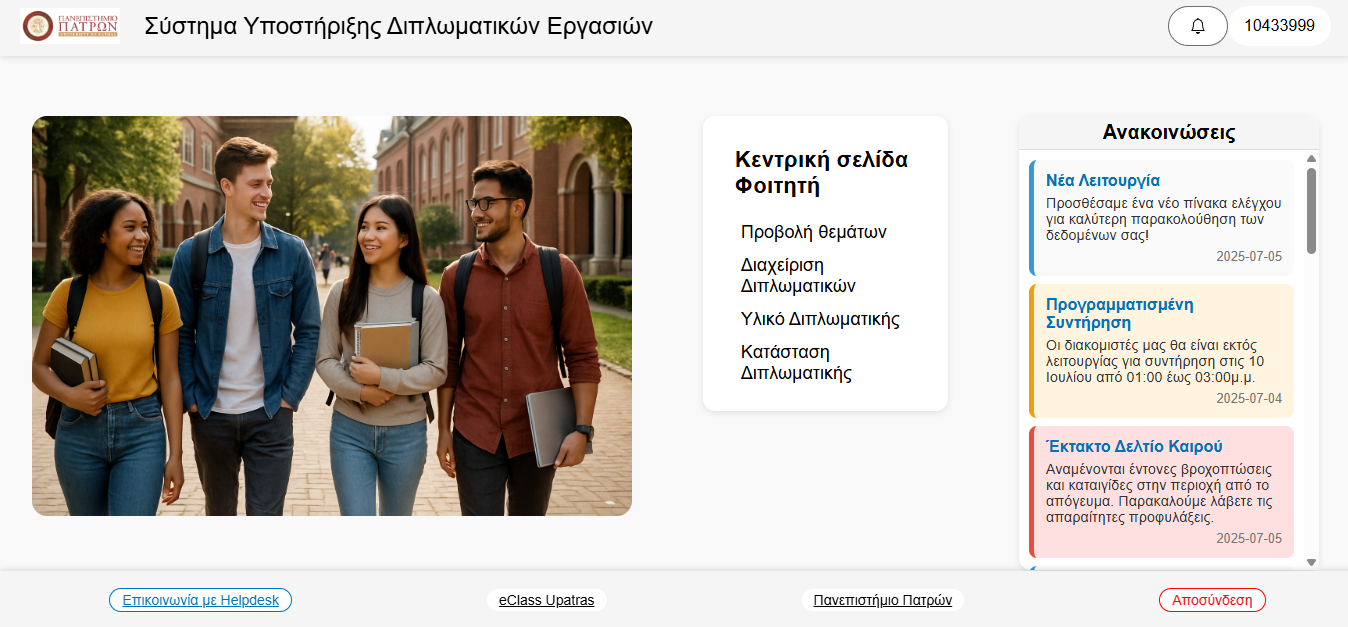 ΠΑΝΕΠΙΣΤΗΜΙΟ
ΠΑΤΡΩΝ
UNIVERSITY OF PATRAS
Σύστημα Υποστήριξης Διπλωματικών Εργασιών
10433999
Κεντρική σελίδα
Φοιτητή
Προβολή θεμάτων
Διαχείριση
Διπλωματικών
Υλικό Διπλωματικής
Κατάσταση
Διπλωματικής
Ανακοινώσεις
Νέα Λειτουργία
Προσθέσαμε ένα νέο πίνακα ελέγχου
για καλύτερη παρακολούθηση των
δεδομένων σας!
2025-07-05
Προγραμματισμένη
Συντήρηση
Οι διακομιστές μας θα είναι εκτός
λειτουργίας για συντήρηση στις 10
Ιουλίου από 01:00 έως 03:00μ.μ.
2025-07-04
Έκτακτο Δελτίο Καιρού
Αναμένονται έντονες βροχοπτώσεις
και καταιγίδες στην περιοχή από το
απόγευμα. Παρακαλούμε λάβετε τις
απαραίτητες προφυλάξεις.
2025-07-05
Επικοινωνία με Helpdesk
eClass Upatras
Πανεπιστήμιο Πατρών
Αποσύνδεση